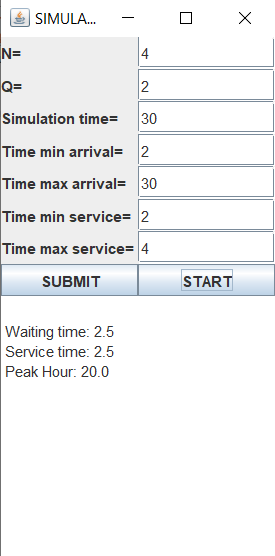 SIMULA...
N= 4
Q= 2
Simulation time= 30
Time min arrival= 2
Time max arrival= 30
Time min service= 2
Time max service= 4
SUBMIT START
Waiting time: 2.5
Service time: 2.5
Peak Hour: 20.0